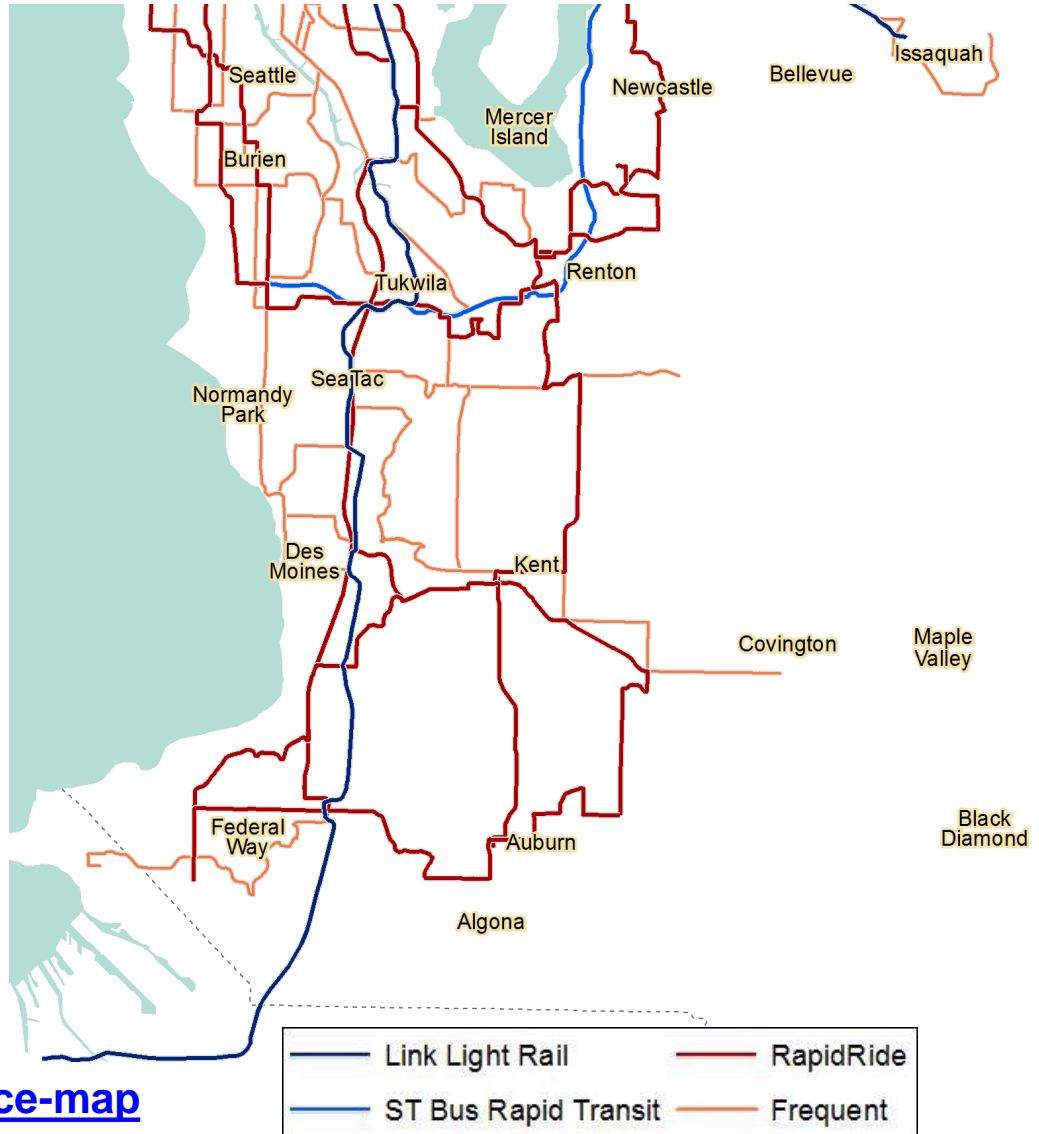 Issaquah
Seattle
Bellevue
Newcastle
Mercer
Island
Burien
Renton
Tukwila
SeaTac
Normandy
Park
Des
Moines
Kent
Covington
Maple
Valley
Federal
Way
Auburn
Black
Diamond
Algona
Link Light Rail
RapidRide
ST Bus Rapid Transit
Frequent
ce-map